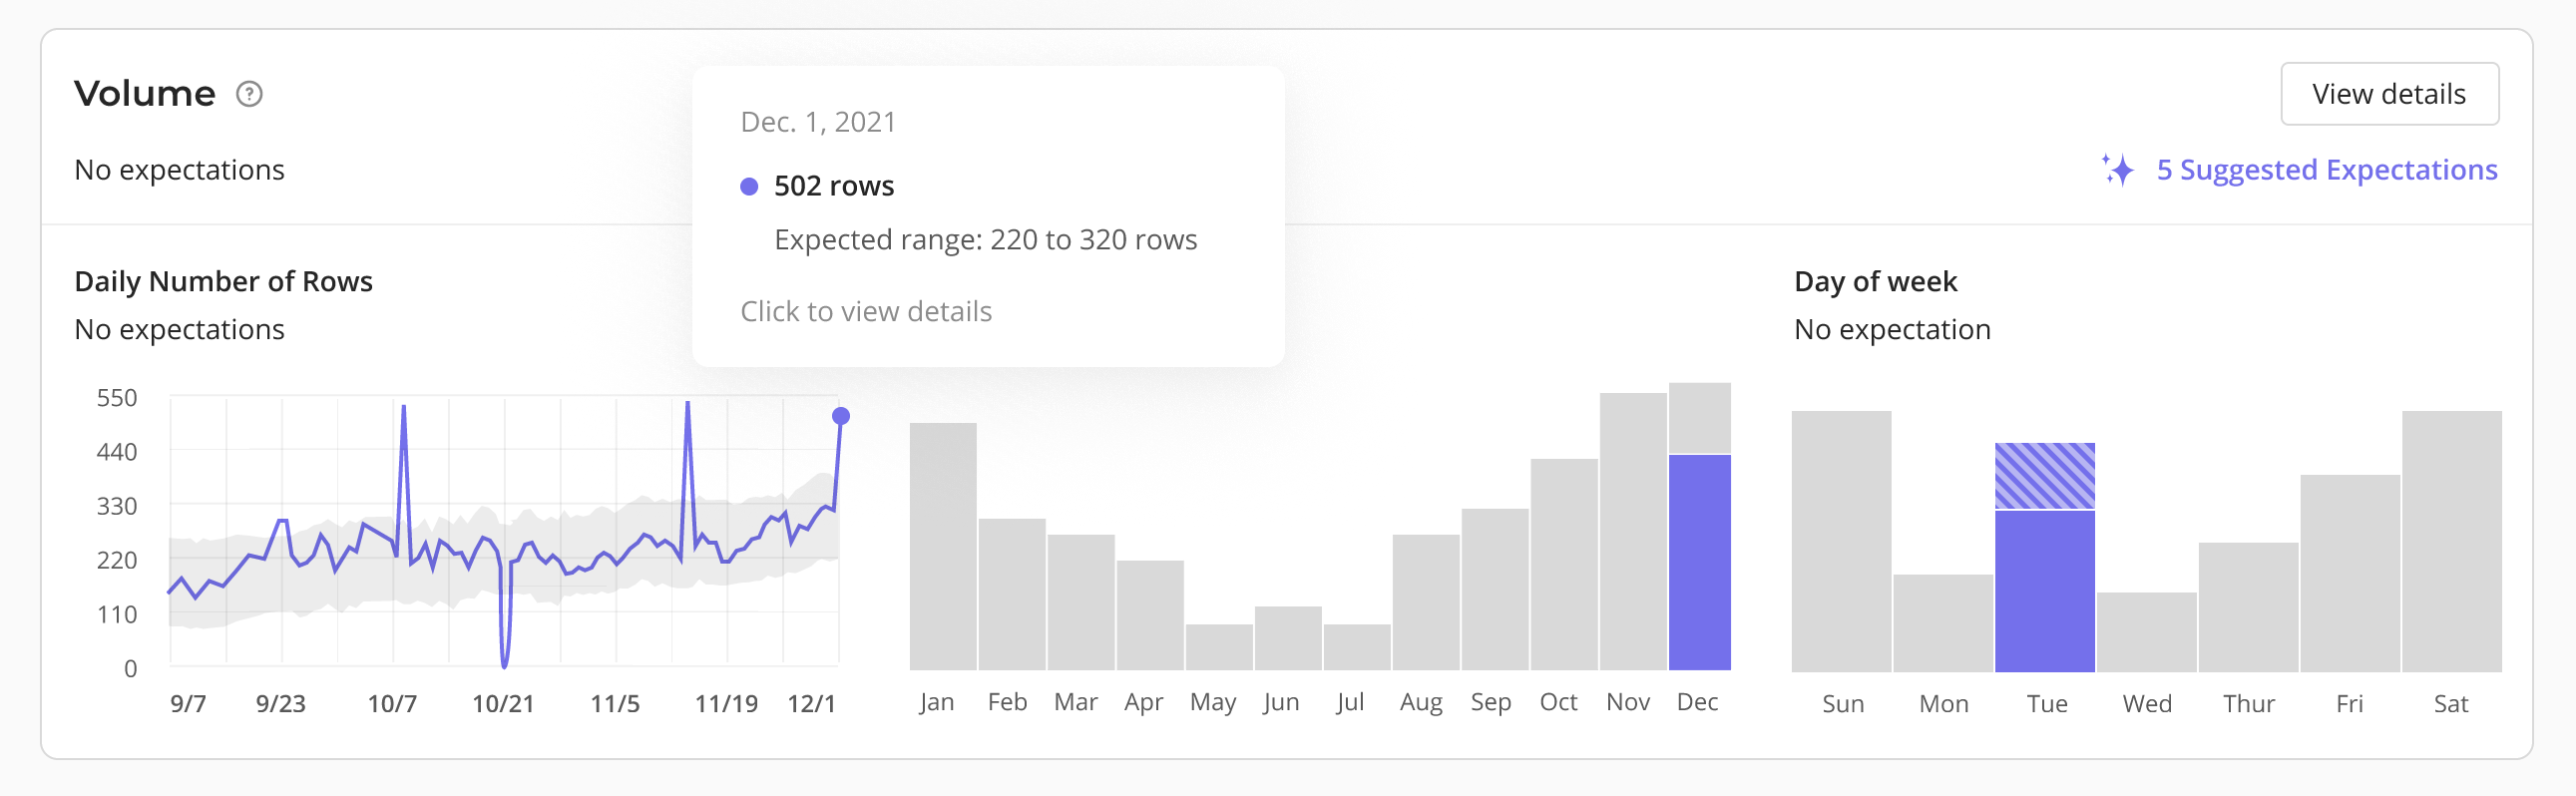 Volume ?
View details
No expectations
5 Suggested Expectations
Dec. 1, 2021
502 rows
Expected range: 220 to 320 rows
Click to view details
Daily Number of Rows
No expectations
550
440
330
220
110
0
9/7 9/23 10/7 10/21 11/5 11/19 12/1
Jan Feb Mar Apr May Jun Jul Aug Sep Oct Nov Dec
Day of week
No expectation
Sun Mon Tue Wed Thur Fri Sat